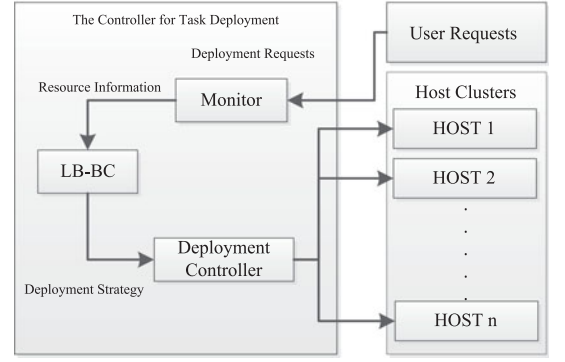 The Controller for Task Deployment
User Requests
Deployment Requests
Resource Information
Monitor
Host Clusters
HOST 1
LB-BC
HOST 2
Deployment
Controller
Deployment Strategy
HOST n